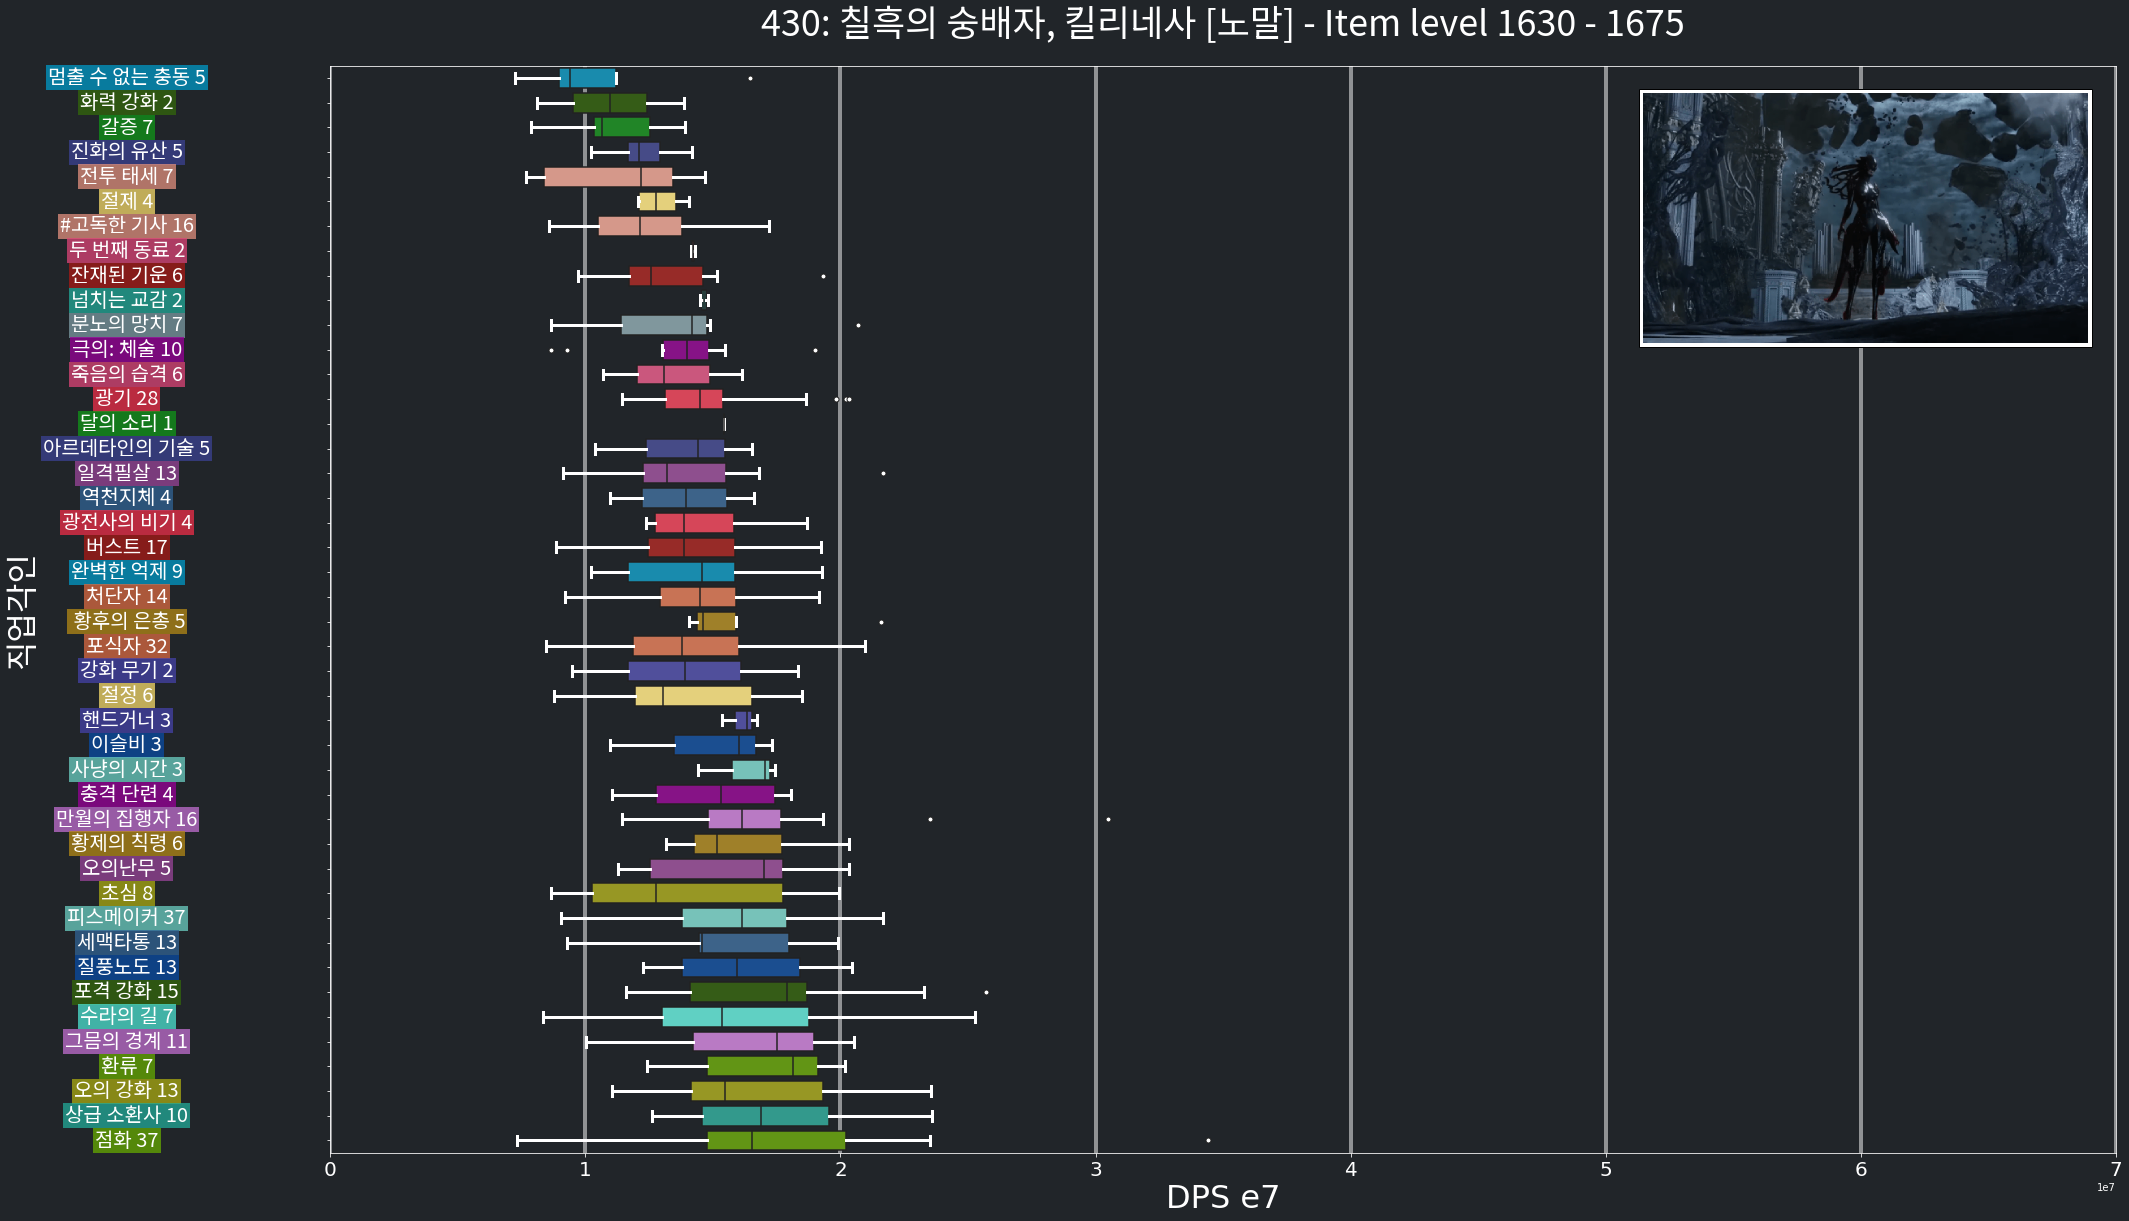 430: 칠흑의 숭배자, 킬리네사 [노말] - Item level 1630 - 1675
직업각인
멈출 수 없는 충동 5
화력 강화 2
갈증 7
진화의 유산 5
전투 태세 7
절제 4
#고독한 기사 16
두 번째 동료 2
잔재된 기운 6
넘치는 교감 2
분노의 망치 7
극의: 체술 10
죽음의 습격 6
광기 28
달의 소리 1
아르데타인의 기술 5
일격필살 13
역천지체 4
광전사의 비기 4
버스트 17
완벽한 억제 9
처단자 14
황후의 은총 5
포식자 32
강화 무기 2
절정 6
핸드거너 3
이슬비 3
사냥의 시간 3
충격 단련 4
만월의 집행자 16
황제의 칙령 6
오의난무 5
초심 8
피스메이커 37
세맥타통 13
질풍노도 13
포격 강화 15
수라의 길 7
그믐의 경계 11
환류 7
오의 강화 13
상급 소환사 10
점화 37
0 1 2 3 4 5 6 7
1e7
DPS e7